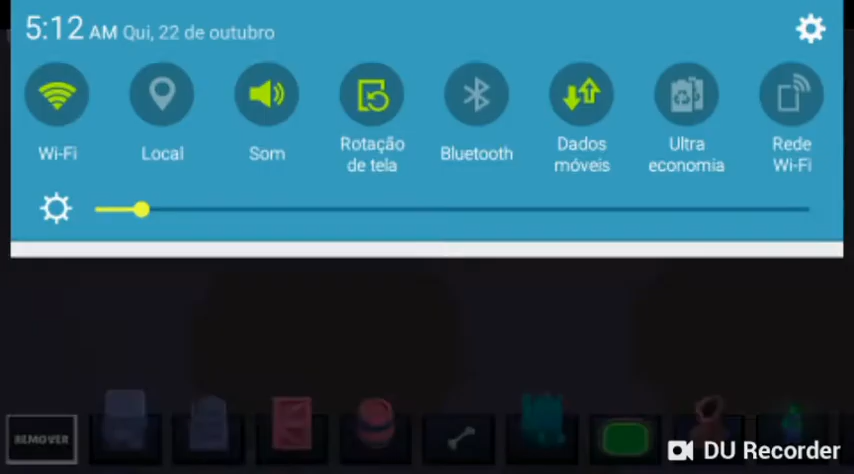 5:12 AM Qui, 22 de outubro
Wi-Fi
Local
Som
Rotação
de tela
Bluetooth
Dados
móveis
Ultra
economia
Rede
Wi-Fi
REMOVER
DU Recorder